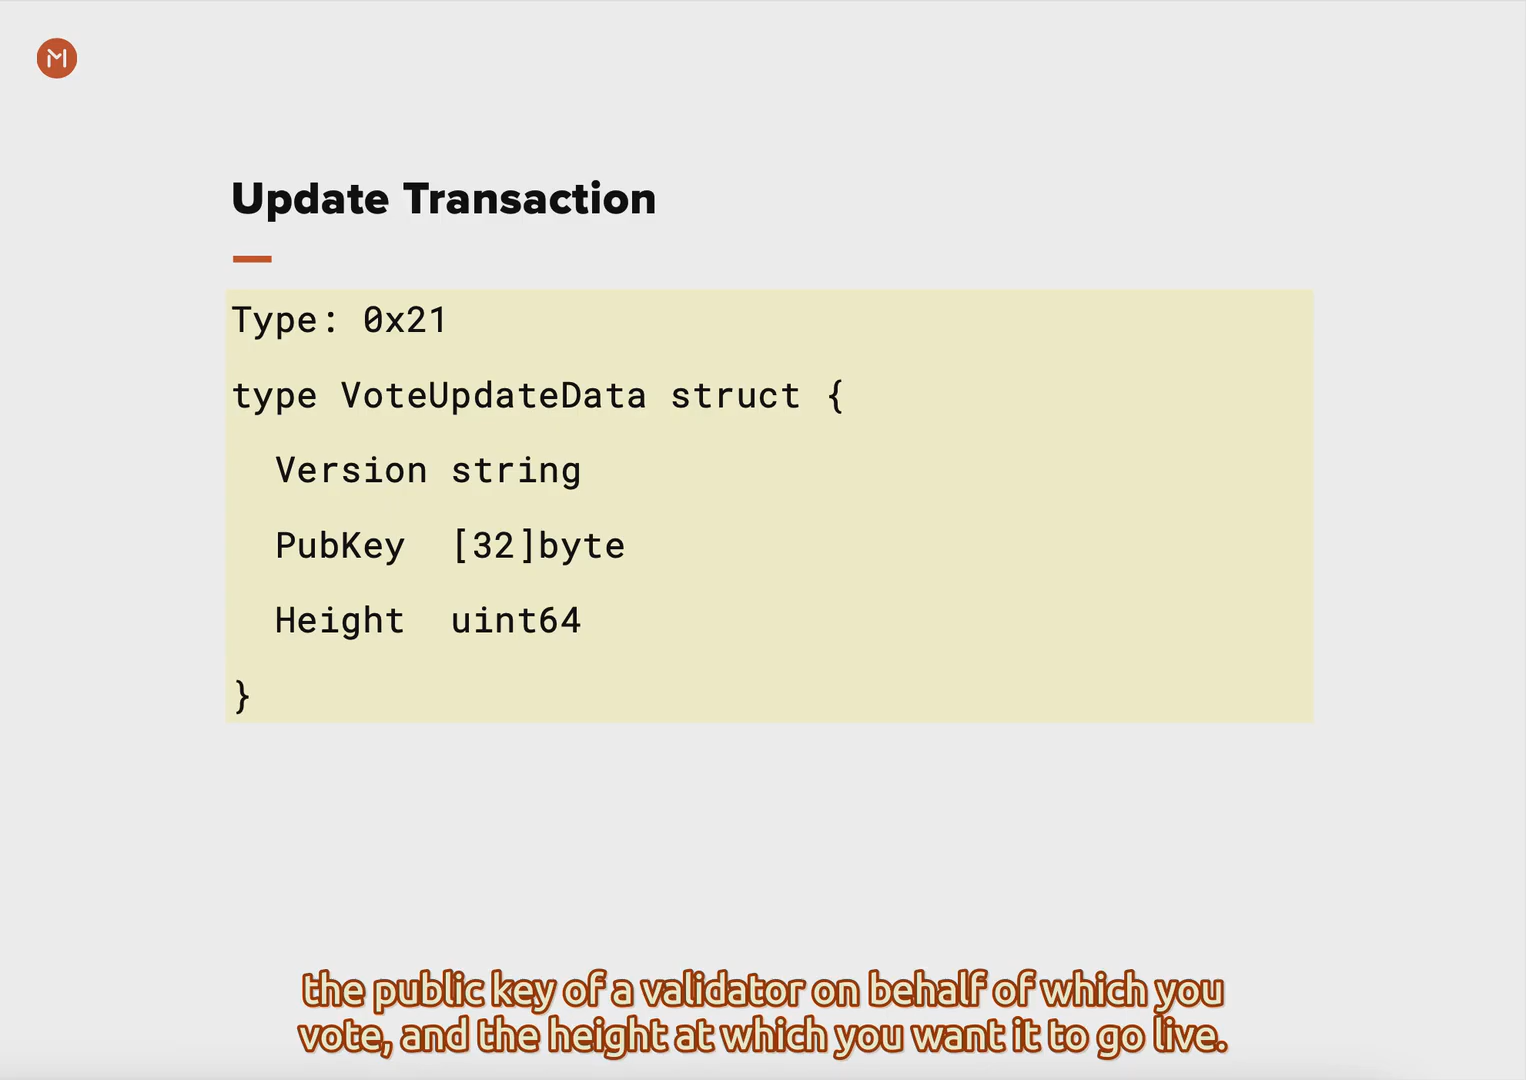 Update Transaction
Type: 0x21
type VoteUpdateData struct {
Version string
PubKey [32]byte
Height uint64
}
the public key of a validator on behalf of which you
vote, and the height at which you want it to go live.